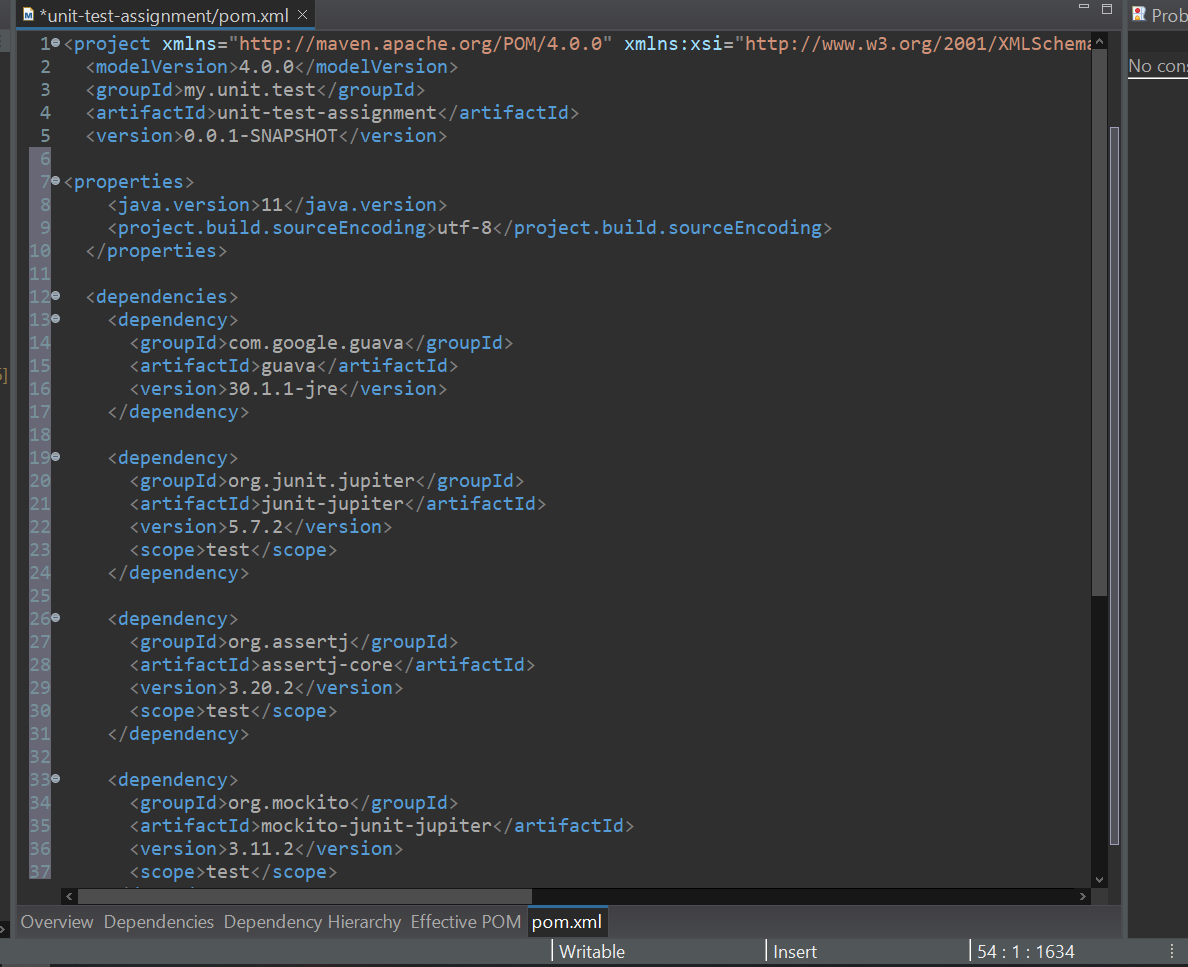 *unit-test-assignment/pom.xml
Prob
No cons
1 <project xmlns="http://maven.apache.org/POM/4.0.0" xmlns:xsi="http://www.w3.org/2001/XMLSchema
2   <modelVersion>4.0.0</modelVersion>
3   <groupId>my.unit.test</groupId>
4   <artifactId>unit-test-assignment</artifactId>
5   <version>0.0.1-SNAPSHOT</version>
6
7 <properties>
8     <java.version>11</java.version>
9     <project.build.sourceEncoding>utf-8</project.build.sourceEncoding>
10   </properties>
11
12   <dependencies>
13     <dependency>
14       <groupId>com.google.guava</groupId>
15       <artifactId>guava</artifactId>
16       <version>30.1.1-jre</version>
17     </dependency>
18
19     <dependency>
20       <groupId>org.junit.jupiter</groupId>
21       <artifactId>junit-jupiter</artifactId>
22       <version>5.7.2</version>
23       <scope>test</scope>
24     </dependency>
25
26     <dependency>
27       <groupId>org.assertj</groupId>
28       <artifactId>assertj-core</artifactId>
29       <version>3.20.2</version>
30       <scope>test</scope>
31     </dependency>
32
33     <dependency>
34       <groupId>org.mockito</groupId>
35       <artifactId>mockito-junit-jupiter</artifactId>
36       <version>3.11.2</version>
37       <scope>test</scope>
Overview Dependencies Dependency Hierarchy Effective POM pom.xml
Writable Insert 54 : 1 : 1634